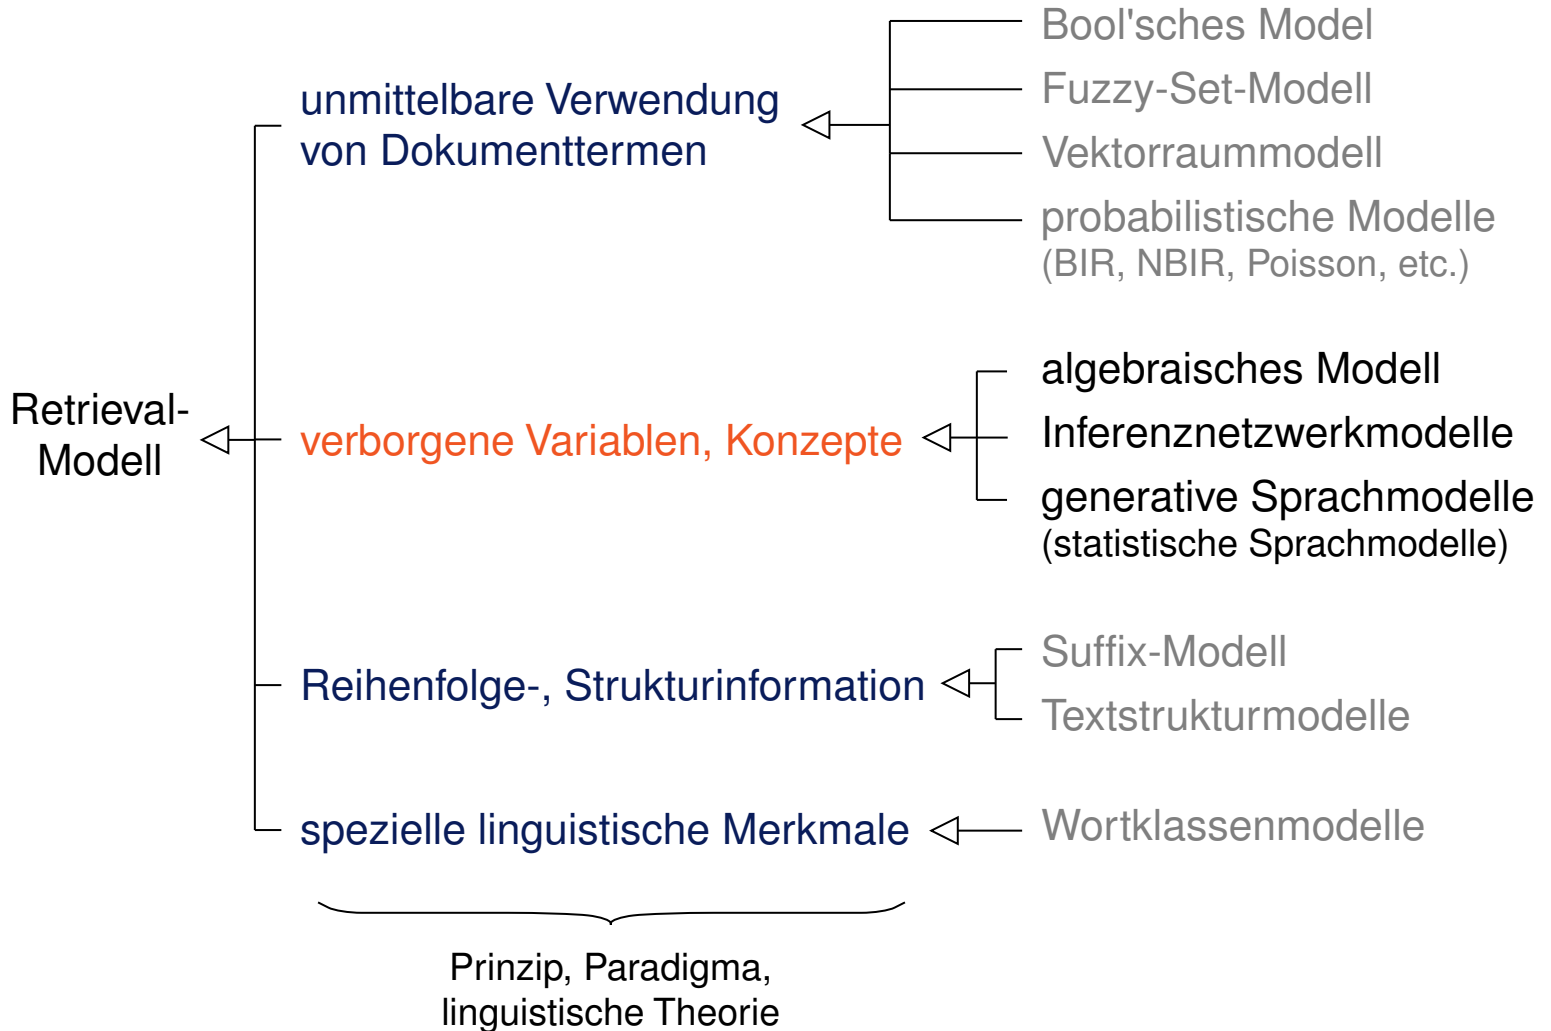 Retrieval-
Modell
unmittelbare Verwendung
von Dokumenttermen
Bool'sches Model
Fuzzy-Set-Modell
Vektorraummodell
probabilistische Modelle
(BIR, NBIR, Poisson, etc.)
verborgene Variablen, Konzepte
algebraisches Modell
Inferenznetzwerkmodelle
generative Sprachmodelle
(statistische Sprachmodelle)
Reihenfolge-, Strukturinformation
Suffix-Modell
Textstrukturmodelle
spezielle linguistische Merkmale
Wortklassenmodelle
Prinzip, Paradigma,
linguistische Theorie